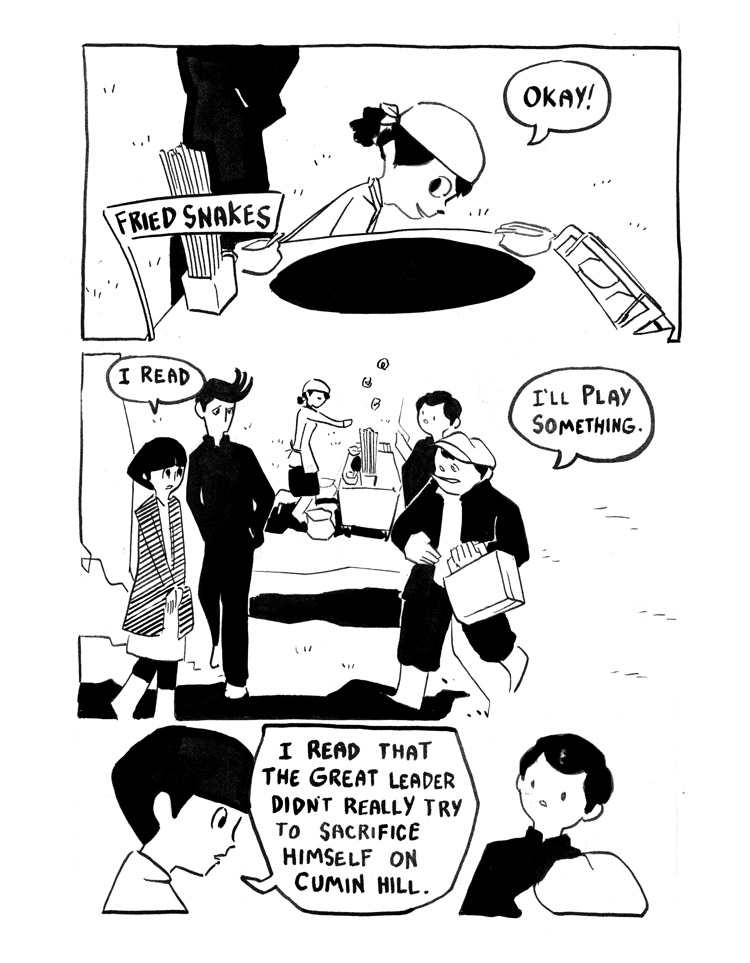 OKAY!
FRIED SNAKES
I READ
I'LL PLAY
SOMETHING.
I READ THAT
THE GREAT LEADER
DIDN'T REALLY TRY
TO SACRIFICE
HIMSELF ON
CUMIN HILL.